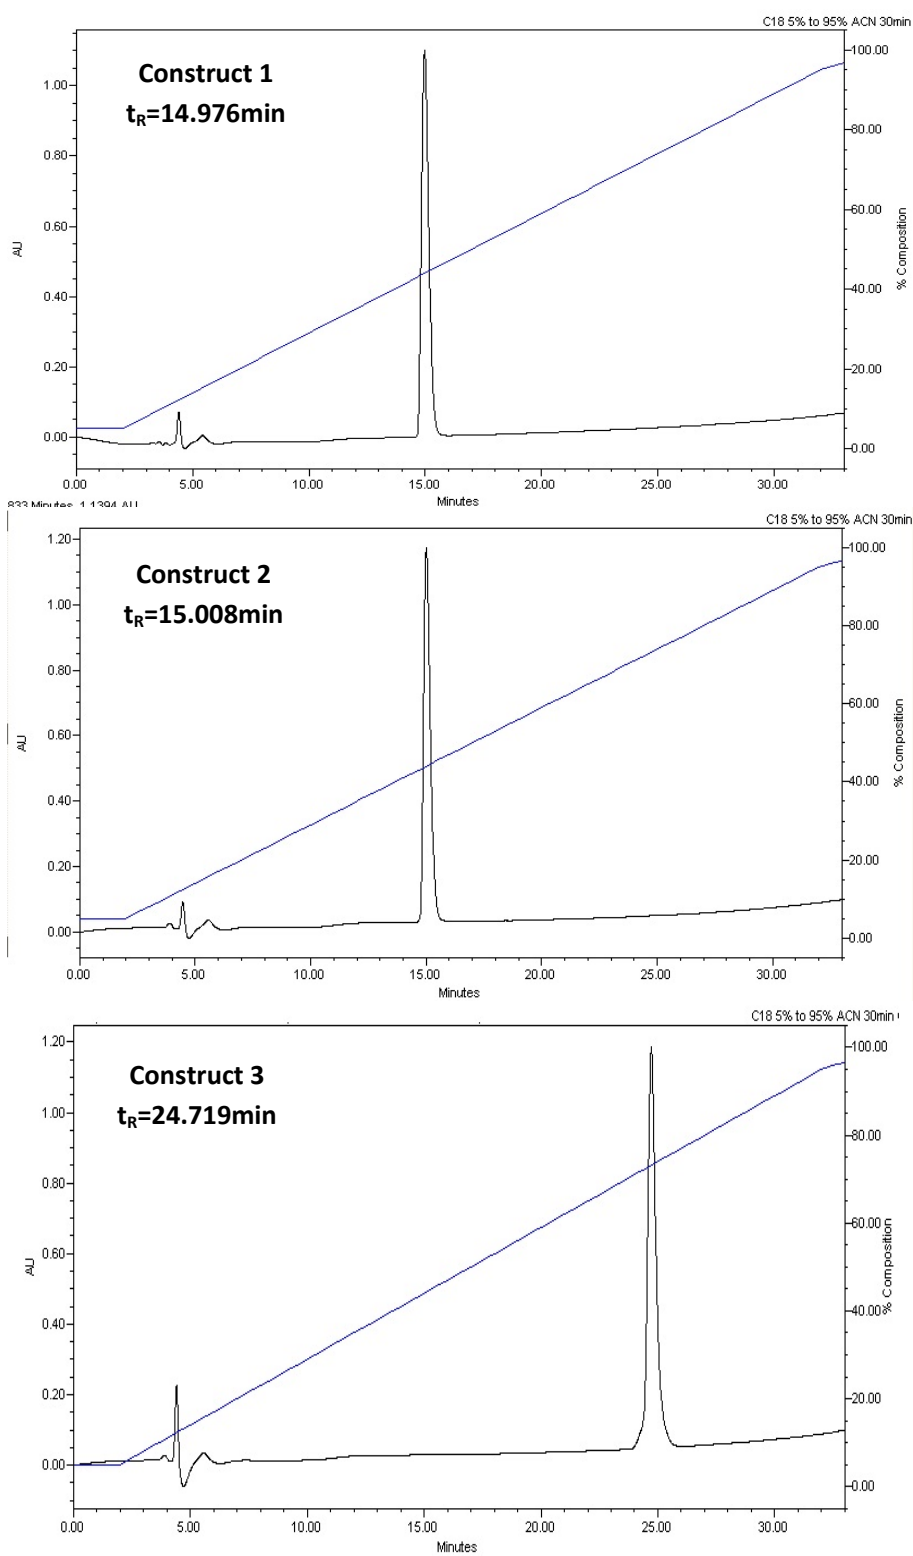 C18 5% to 95% ACN 30min
Construct 1
tR=14.976min
1.00
0.80
0.60
0.40
0.20
0.00
100.00
80.00
60.00
40.00
20.00
0.00
AU
% Composition
0.00 5.00 10.00 15.00 20.00 25.00 30.00
Minutes
833 Minutes, 1.1394 AU
C18 5% to 95% ACN 30min
Construct 2
tR=15.008min
1.20
1.00
0.80
0.60
0.40
0.20
0.00
100.00
80.00
60.00
40.00
20.00
0.00
AU
% Composition
0.00 5.00 10.00 15.00 20.00 25.00 30.00
Minutes
C18 5% to 95% ACN 30min
Construct 3
tR=24.719min
1.20
1.00
0.80
0.60
0.40
0.20
0.00
100.00
80.00
60.00
40.00
20.00
0.00
AU
% Composition
0.00 5.00 10.00 15.00 20.00 25.00 30.00
Minutes